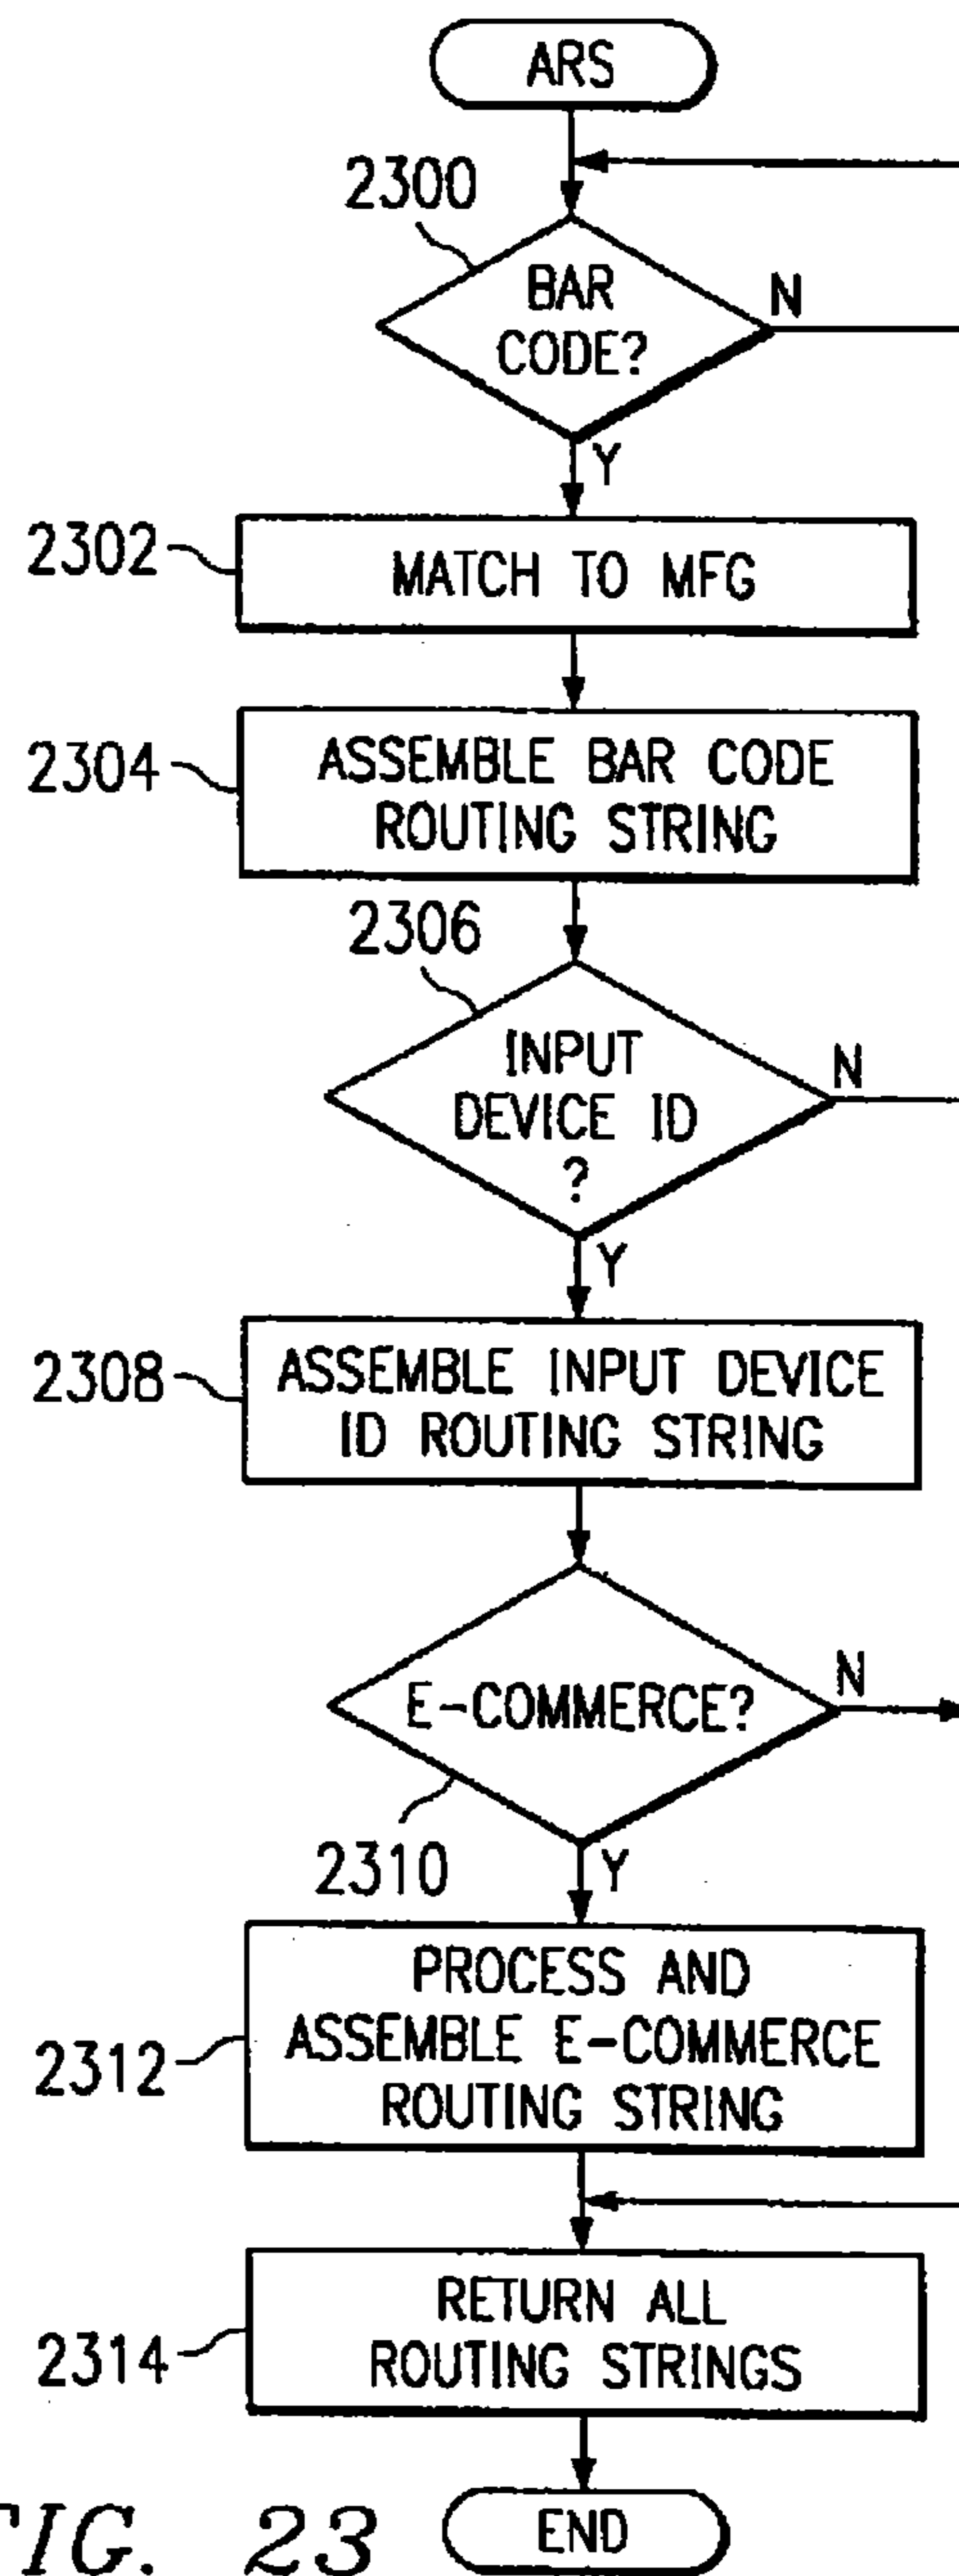 ARS
2300
BAR
CODE?
N
Y
2302
MATCH TO MFG
2304
ASSEMBLE BAR CODE
ROUTING STRING
2306
INPUT
DEVICE ID
?
N
Y
2308
ASSEMBLE INPUT DEVICE
ID ROUTING STRING
E-COMMERCE?
N
2310
Y
2312
PROCESS AND
ASSEMBLE E-COMMERCE
ROUTING STRING
2314
RETURN ALL
ROUTING STRINGS
FIG. 23
END